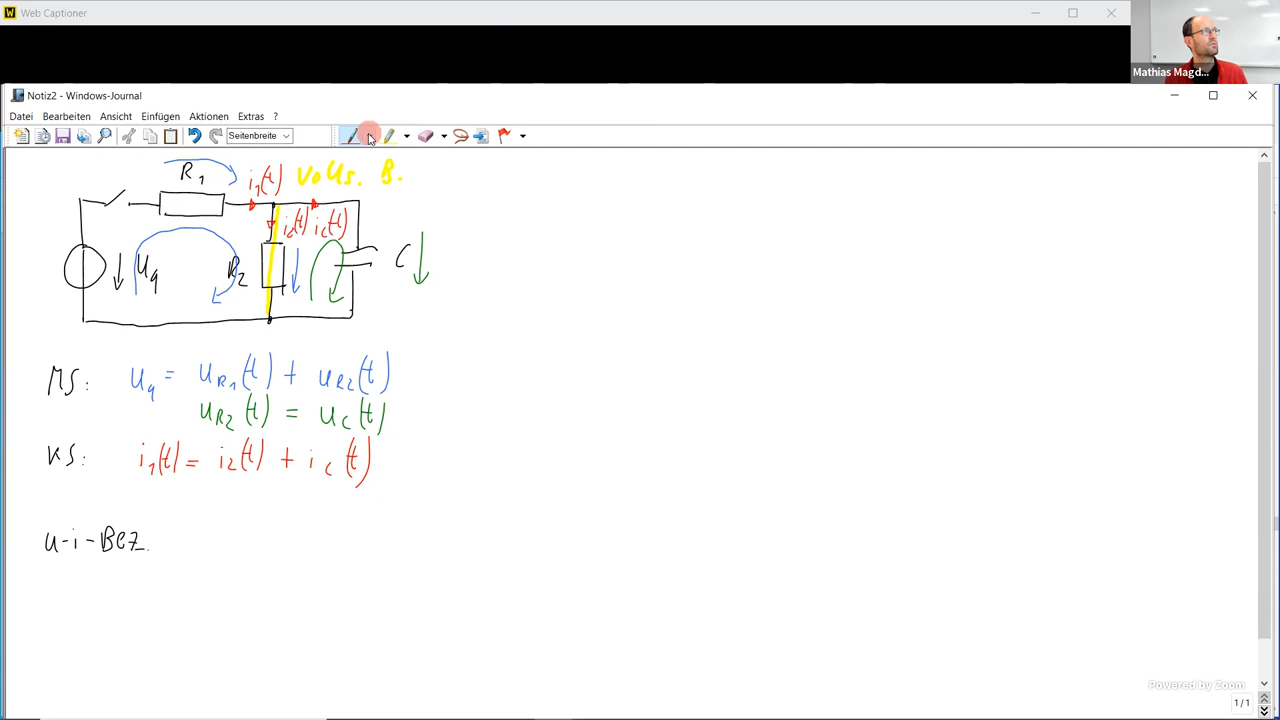 Web Captioner
Mathias Magd...
Notiz2 - Windows-Journal
Datei Bearbeiten Ansicht Einfügen Aktionen Extras ?
Seitenbreite
R1 i1(t) vollst. B.
ic(t) ic(t)
Uq R2 C
MS: uq = uR1(t) + uR2(t)
uR2(t) = uC(t)
KS: i1(t) = i2(t) + ic(t)
u-i-Bez.
Powered by Zoom
1/1